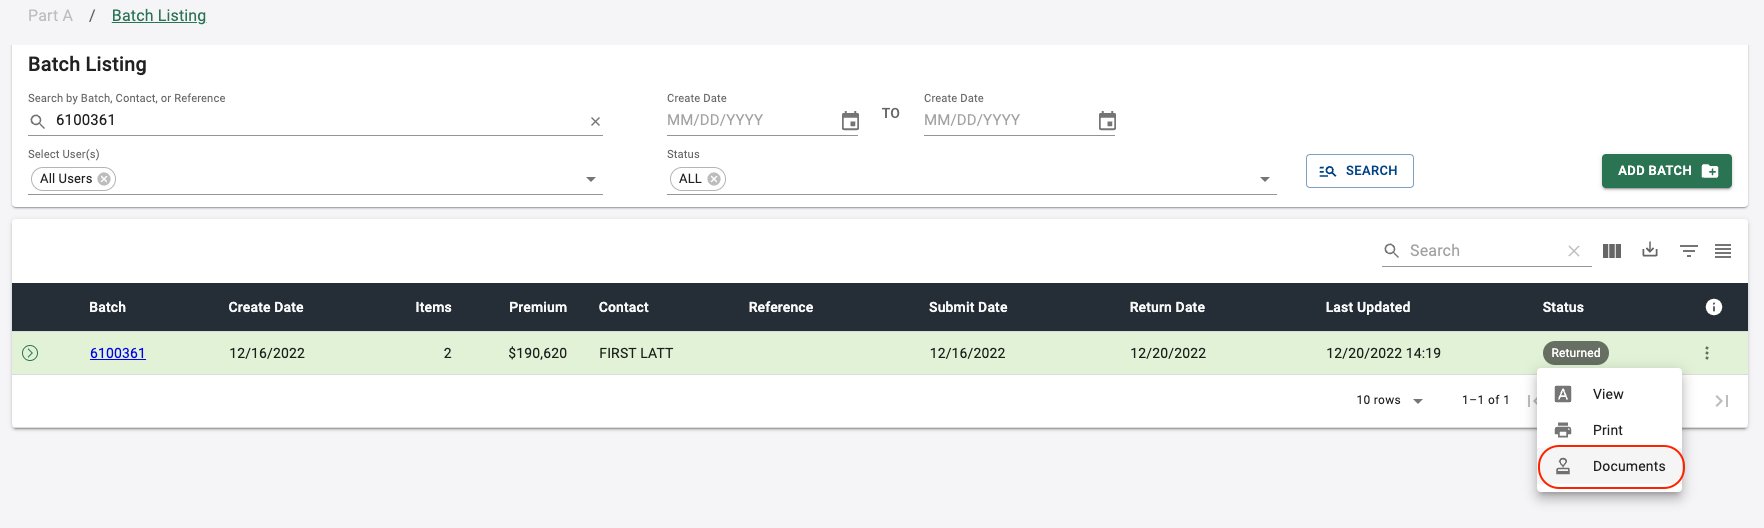 Part A / Batch Listing
Batch Listing
Search by Batch, Contact, or Reference
6100361
Create Date
MM/DD/YYYY
TO
Create Date
MM/DD/YYYY
Select User(s)
All Users
Status
ALL
SEARCH
ADD BATCH
Search
Batch Create Date Items Premium Contact Reference Submit Date Return Date Last Updated Status
6100361 12/16/2022 2 $190,620 FIRST LATT 12/16/2022 12/20/2022 12/20/2022 14:19 Returned
10 rows 1–1 of 1
View
Print
Documents